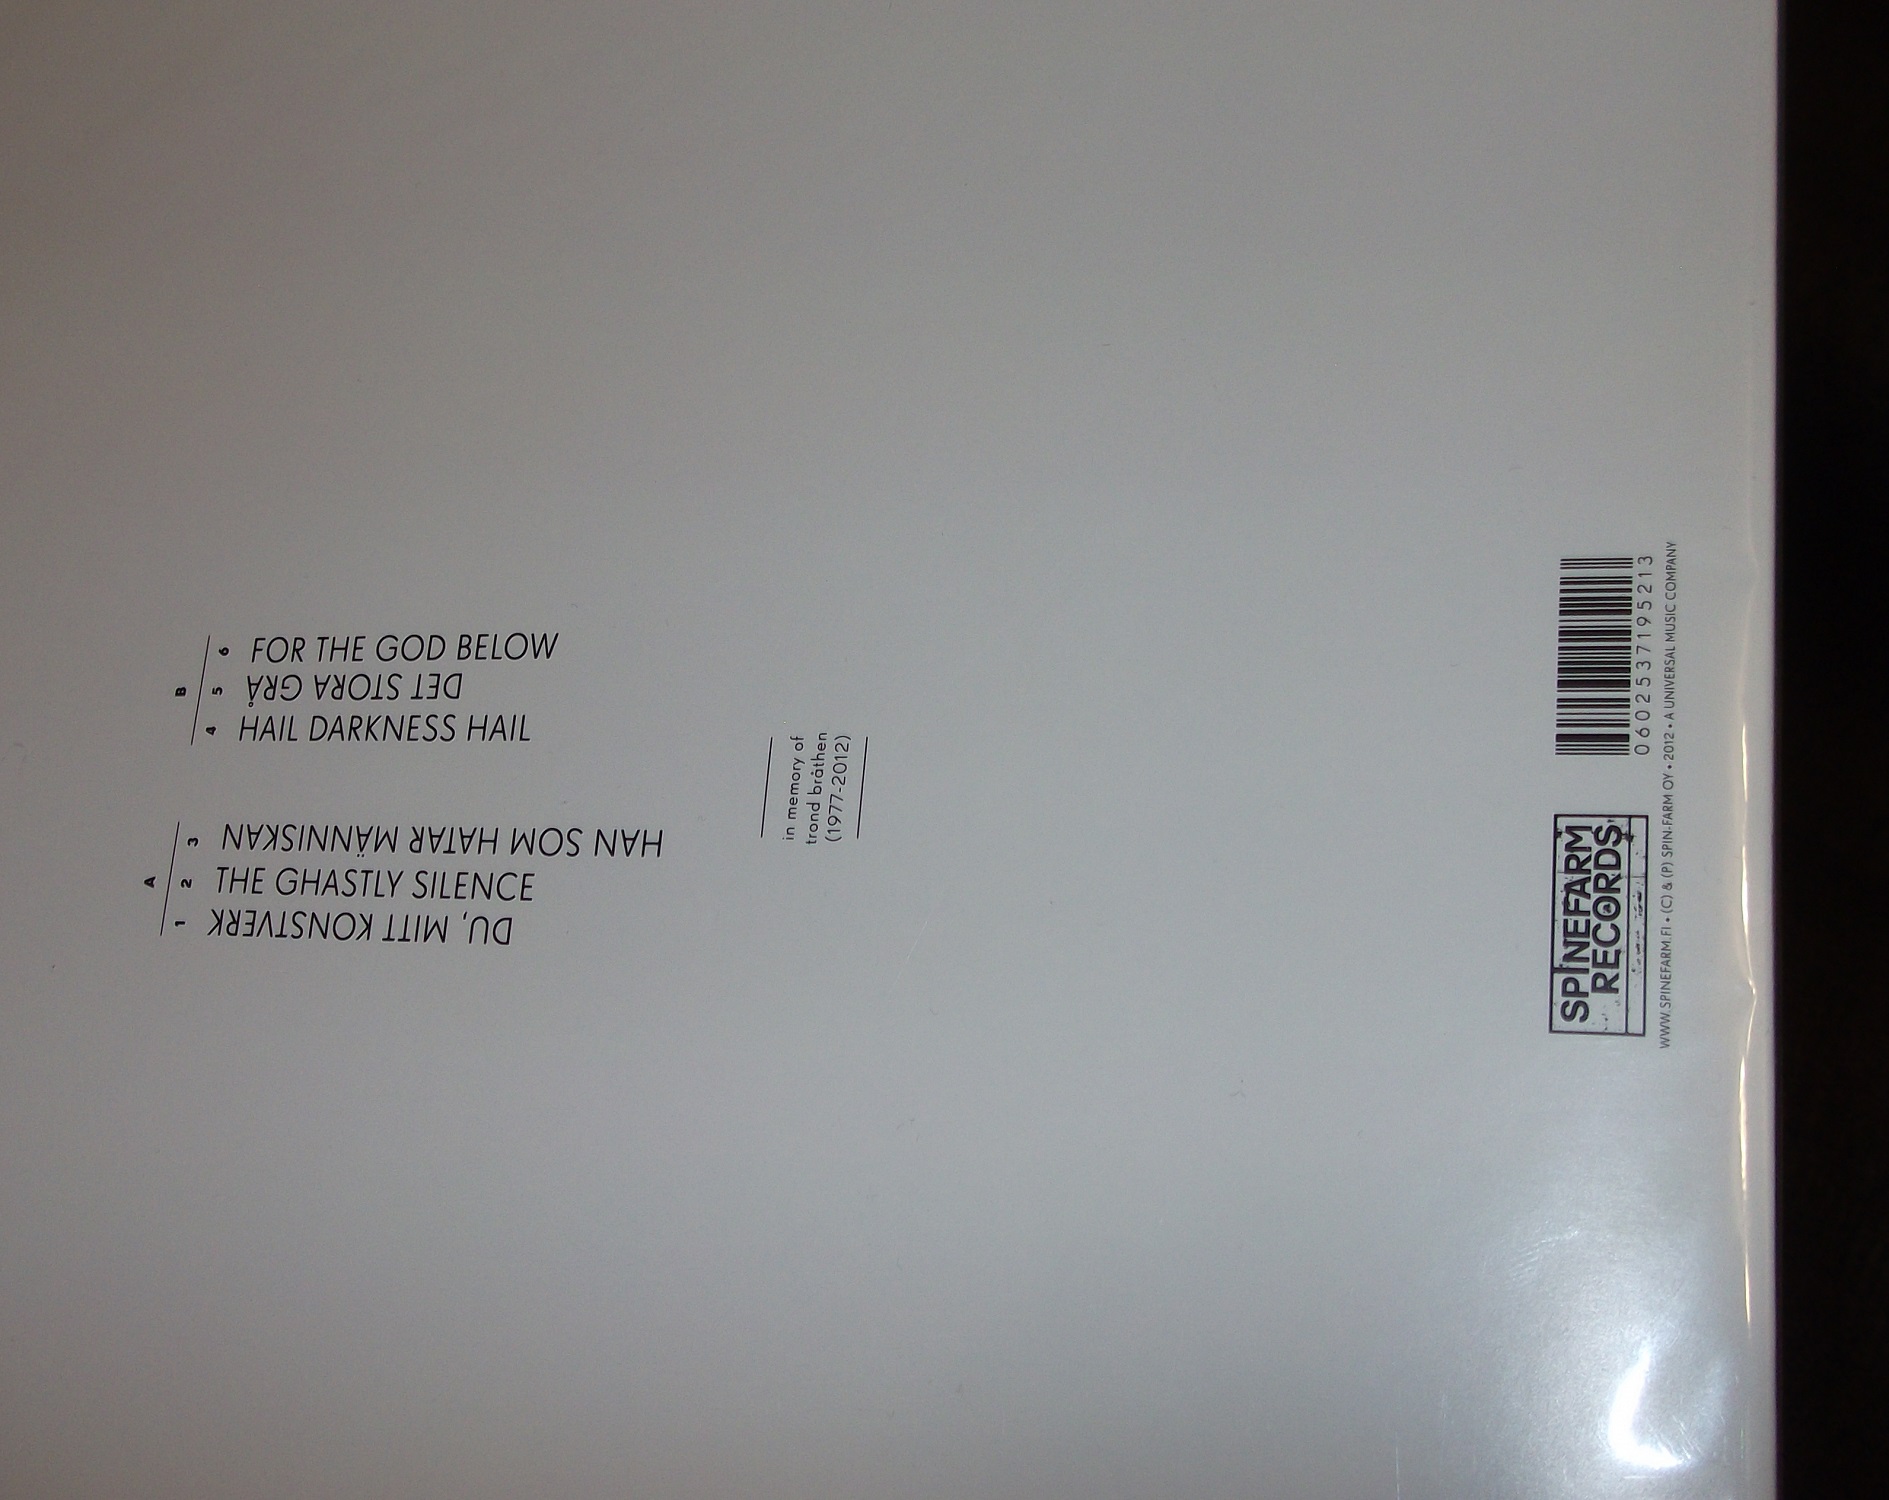 A
1 DU, MITT KONSTVERK
2 THE GHASTLY SILENCE
3 HAN SOM HATAR MÄNNISKAN
B
4 HAIL DARKNESS HAIL
5 DET STORA GRÅ
6 FOR THE GOD BELOW
in memory of
trond bråthen
(1977-2012)
SPINEFARM
RECORDS
0602537195213
WWW.SPINEFARM.FI • (C) & (P) SPIN-FARM OY • 2012 • A UNIVERSAL MUSIC COMPANY